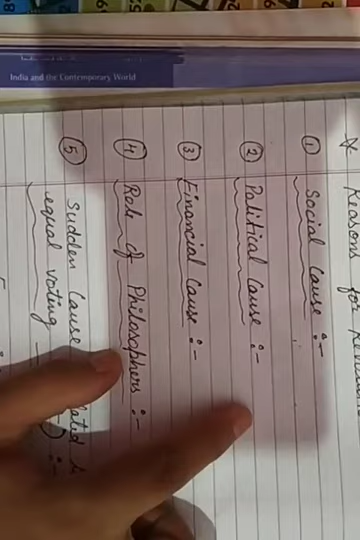 India and the Contemporary World
* Reasons for
① Social Cause :-
② Political Cause :-
③ Financial Cause :-
④ Role of Philosophers :-
⑤ Sudden Cause
equal voting